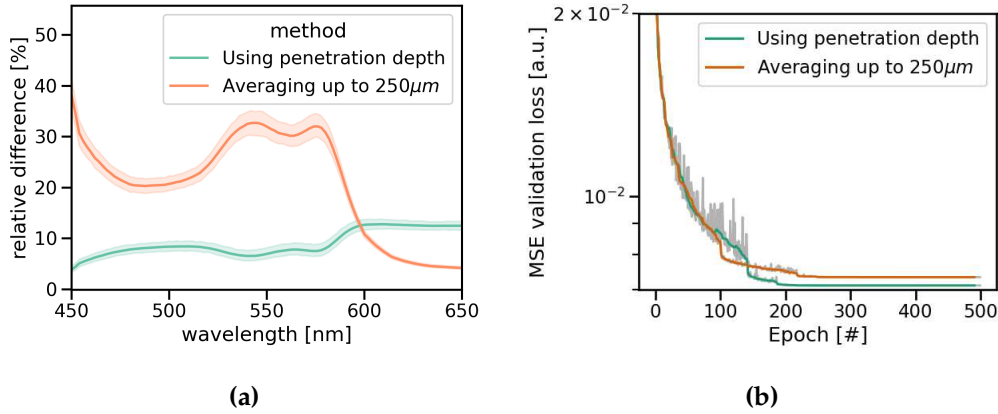 method
Using penetration depth
Averaging up to 250μm
relative difference [%]
50
40
30
20
10
0
450
500
550
600
650
wavelength [nm]
(a)
2 × 10⁻²
10⁻²
MSE validation loss [a.u.]
Using penetration depth
Averaging up to 250μm
0
100
200
300
400
500
Epoch [#]
(b)